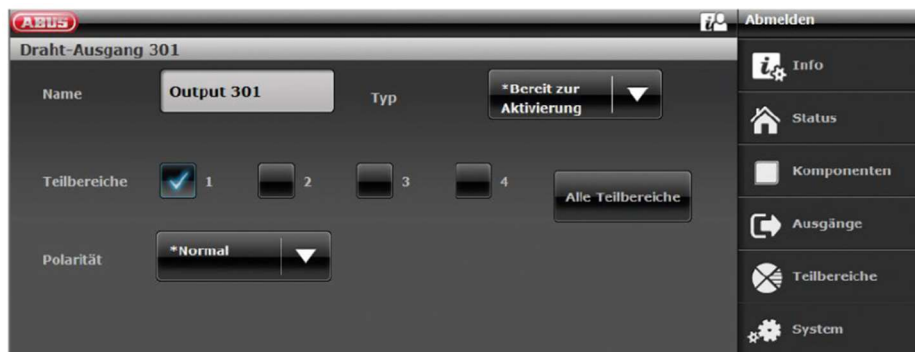 ABUS
Abmelden
Draht-Ausgang 301
Name
Output 301
Typ
*Bereit zur
Aktivierung
Teilbereiche
1
2
3
4
Alle Teilbereiche
Polarität
*Normal
Info
Status
Komponenten
Ausgänge
Teilbereiche
System